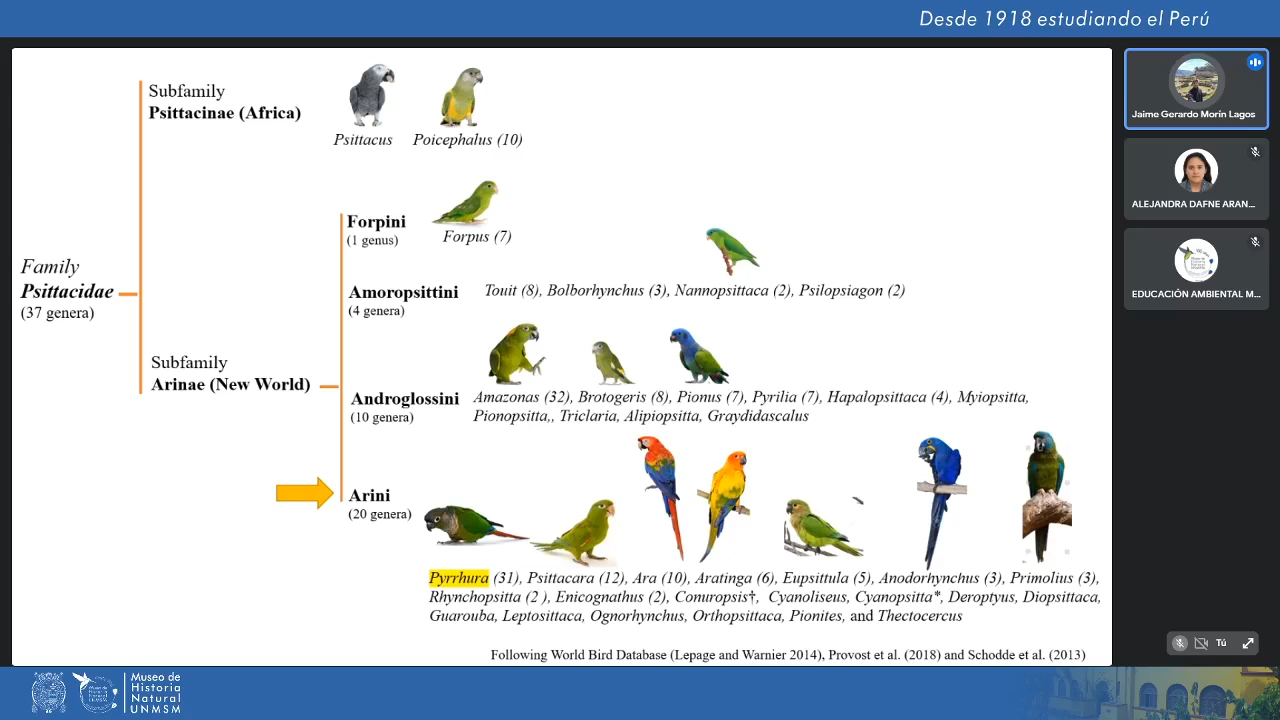 Desde 1918 estudiando el Perú
Subfamily
Psittacinae (Africa)
Psittacus
Poicephalus (10)
Forpini
(1 genus)
Forpus (7)
Family
Psittacidae
(37 genera)
Amoropsittini
(4 genera)
Touit (8), Bolborhynchus (3), Nannopsittaca (2), Psilopsiagon (2)
Subfamily
Arinae (New World)
Androglossini
(10 genera)
Amazonas (32), Brotogeris (8), Pionus (7), Pyrilia (7), Hapalopsittaca (4), Myiopsitta,
Pionopsitta,, Triclaria, Alipiopsitta, Graydidascalus
Arini
(20 genera)
Pyrrhura (31), Psittacara (12), Ara (10), Aratinga (6), Eupsittula (5), Anodorhynchus (3), Primolius (3),
Rhynchopsitta (2 ), Enicognathus (2), Conuropsis†, Cyanoliseus, Cyanopsitta*, Deroptyus, Diopsittaca,
Guarouba, Leptosittaca, Ognorhynchus, Orthopsittaca, Pionites, and Thectocercus
Following World Bird Database (Lepage and Warnier 2014), Provost et al. (2018) and Schodde et al. (2013)
Jaime Gerardo Morin Lagos
ALEJANDRA DAFNE ARAN...
EDUCACIÓN AMBIENTAL M...
Tú
Museo de
Historia
Natural
UNMSM